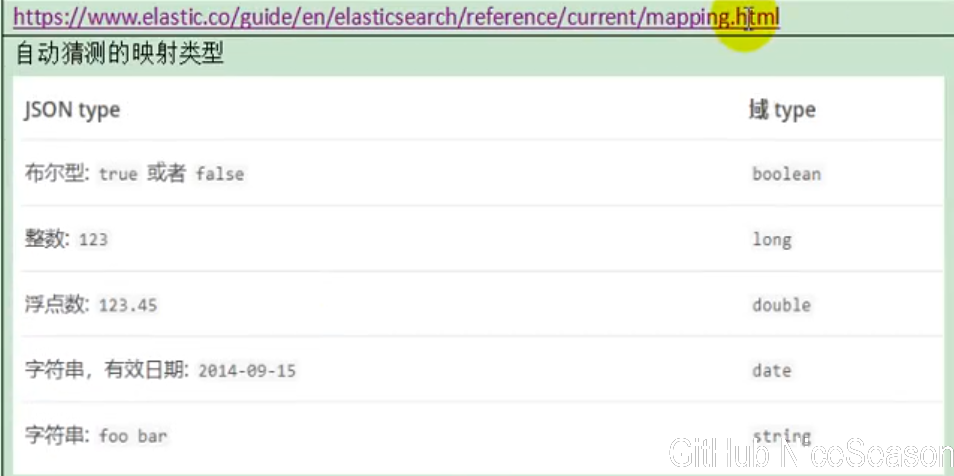 https://www.elastic.co/guide/en/elasticsearch/reference/current/mapping.html
自动猜测的映射类型
JSON type 域 type
布尔型: true 或者 false boolean
整数: 123 long
浮点数: 123.45 double
字符串，有效日期: 2014-09-15 date
字符串: foo bar string
GitHub NiceSeason